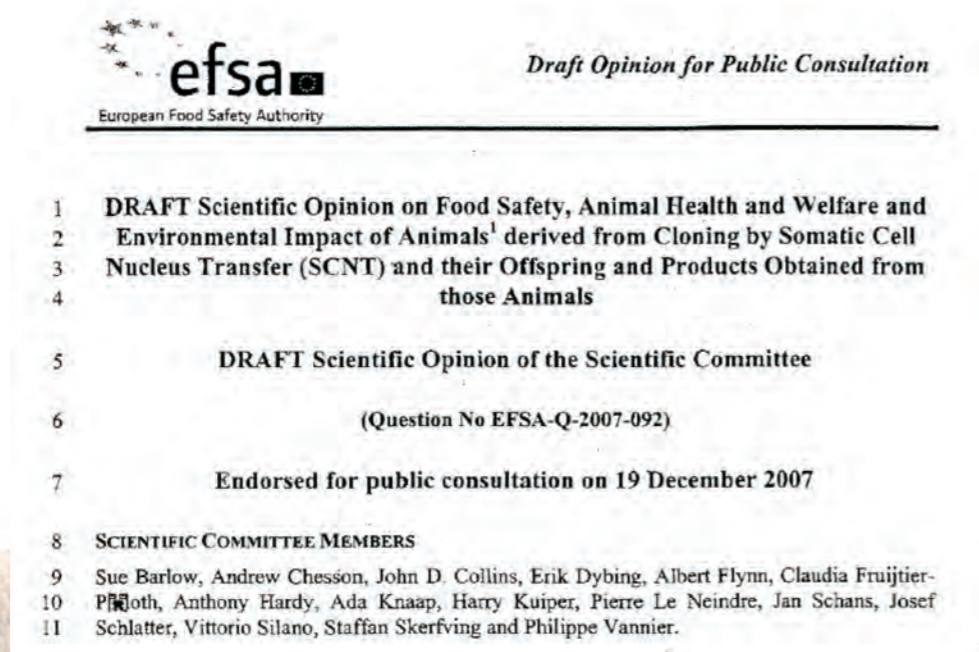 efsa
European Food Safety Authority
Draft Opinion for Public Consultation
1 DRAFT Scientific Opinion on Food Safety, Animal Health and Welfare and
2 Environmental Impact of Animals¹ derived from Cloning by Somatic Cell
3 Nucleus Transfer (SCNT) and their Offspring and Products Obtained from
4 those Animals
5 DRAFT Scientific Opinion of the Scientific Committee
6 (Question No EFSA-Q-2007-092)
7 Endorsed for public consultation on 19 December 2007
8 SCIENTIFIC COMMITTEE MEMBERS
9 Sue Barlow, Andrew Chesson, John D. Collins, Erik Dybing, Albert Flynn, Claudia Fruijtier-
10 Anthony Hardy, Ada Knaap, Harry Kuiper, Pierre Le Neindre, Jan Schans, Josef
11 Schlatter, Vittorio Silano, Staffan Skerfving and Philippe Vannier.